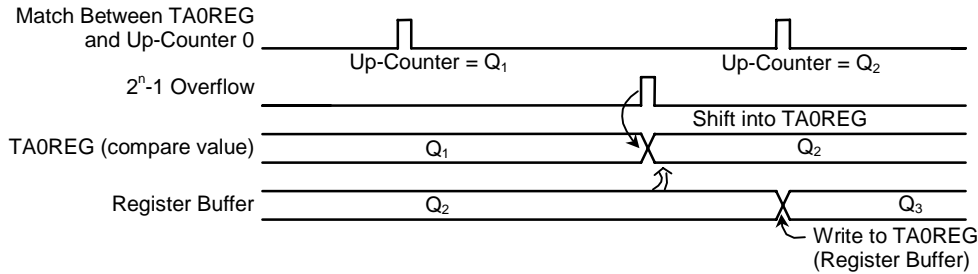 Match Between TA0REG
and Up-Counter 0
Up-Counter = Q₁
Up-Counter = Q₂
2ⁿ-1 Overflow
Shift into TA0REG
TA0REG (compare value)
Q₁
Q₂
Register Buffer
Q₂
Q₃
Write to TA0REG
(Register Buffer)